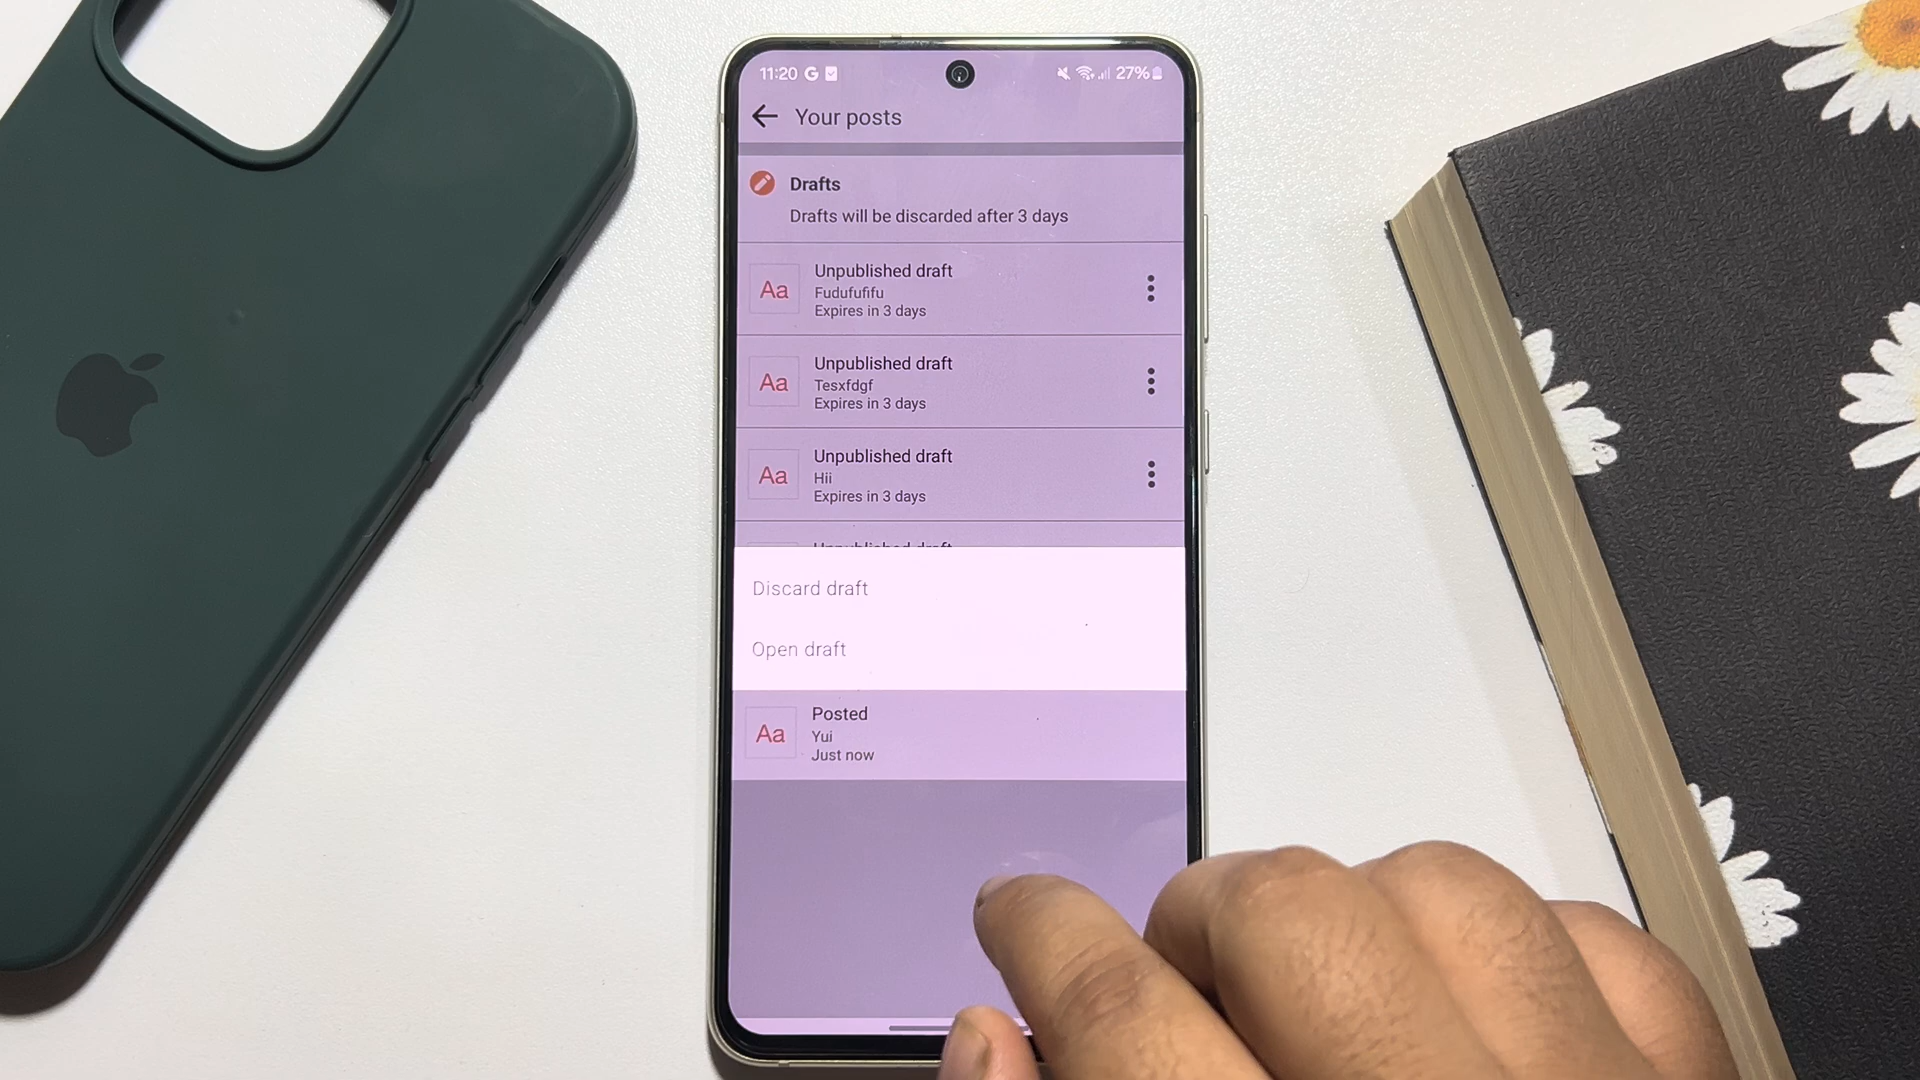 11:20 G
27%
Your posts
Drafts
Drafts will be discarded after 3 days
Aa
Unpublished draft
Fudufufifu
Expires in 3 days
Aa
Unpublished draft
Tesxfdgf
Expires in 3 days
Aa
Unpublished draft
Hii
Expires in 3 days
Unpublished draft
Discard draft
Open draft
Aa
Posted
Yui
Just now